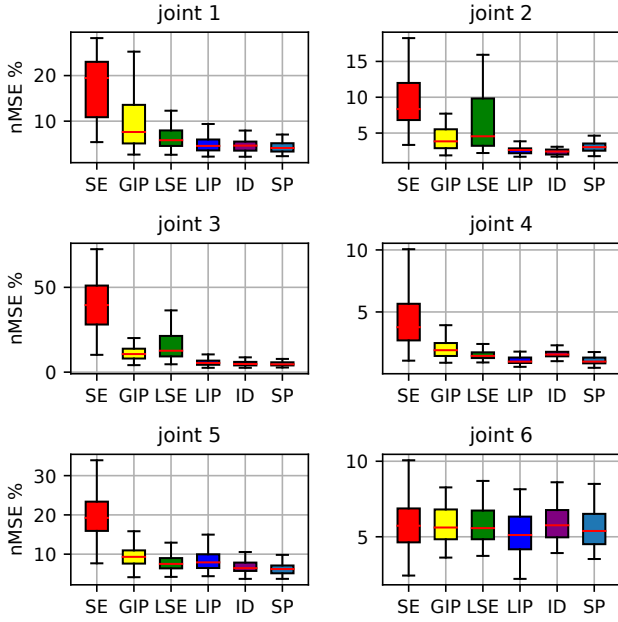 joint 1
nMSE %
20
10
SE GIP LSE LIP ID SP
joint 2
15
10
5
SE GIP LSE LIP ID SP
joint 3
nMSE %
50
0
SE GIP LSE LIP ID SP
joint 4
10
5
SE GIP LSE LIP ID SP
joint 5
nMSE %
30
20
10
SE GIP LSE LIP ID SP
joint 6
10
5
SE GIP LSE LIP ID SP